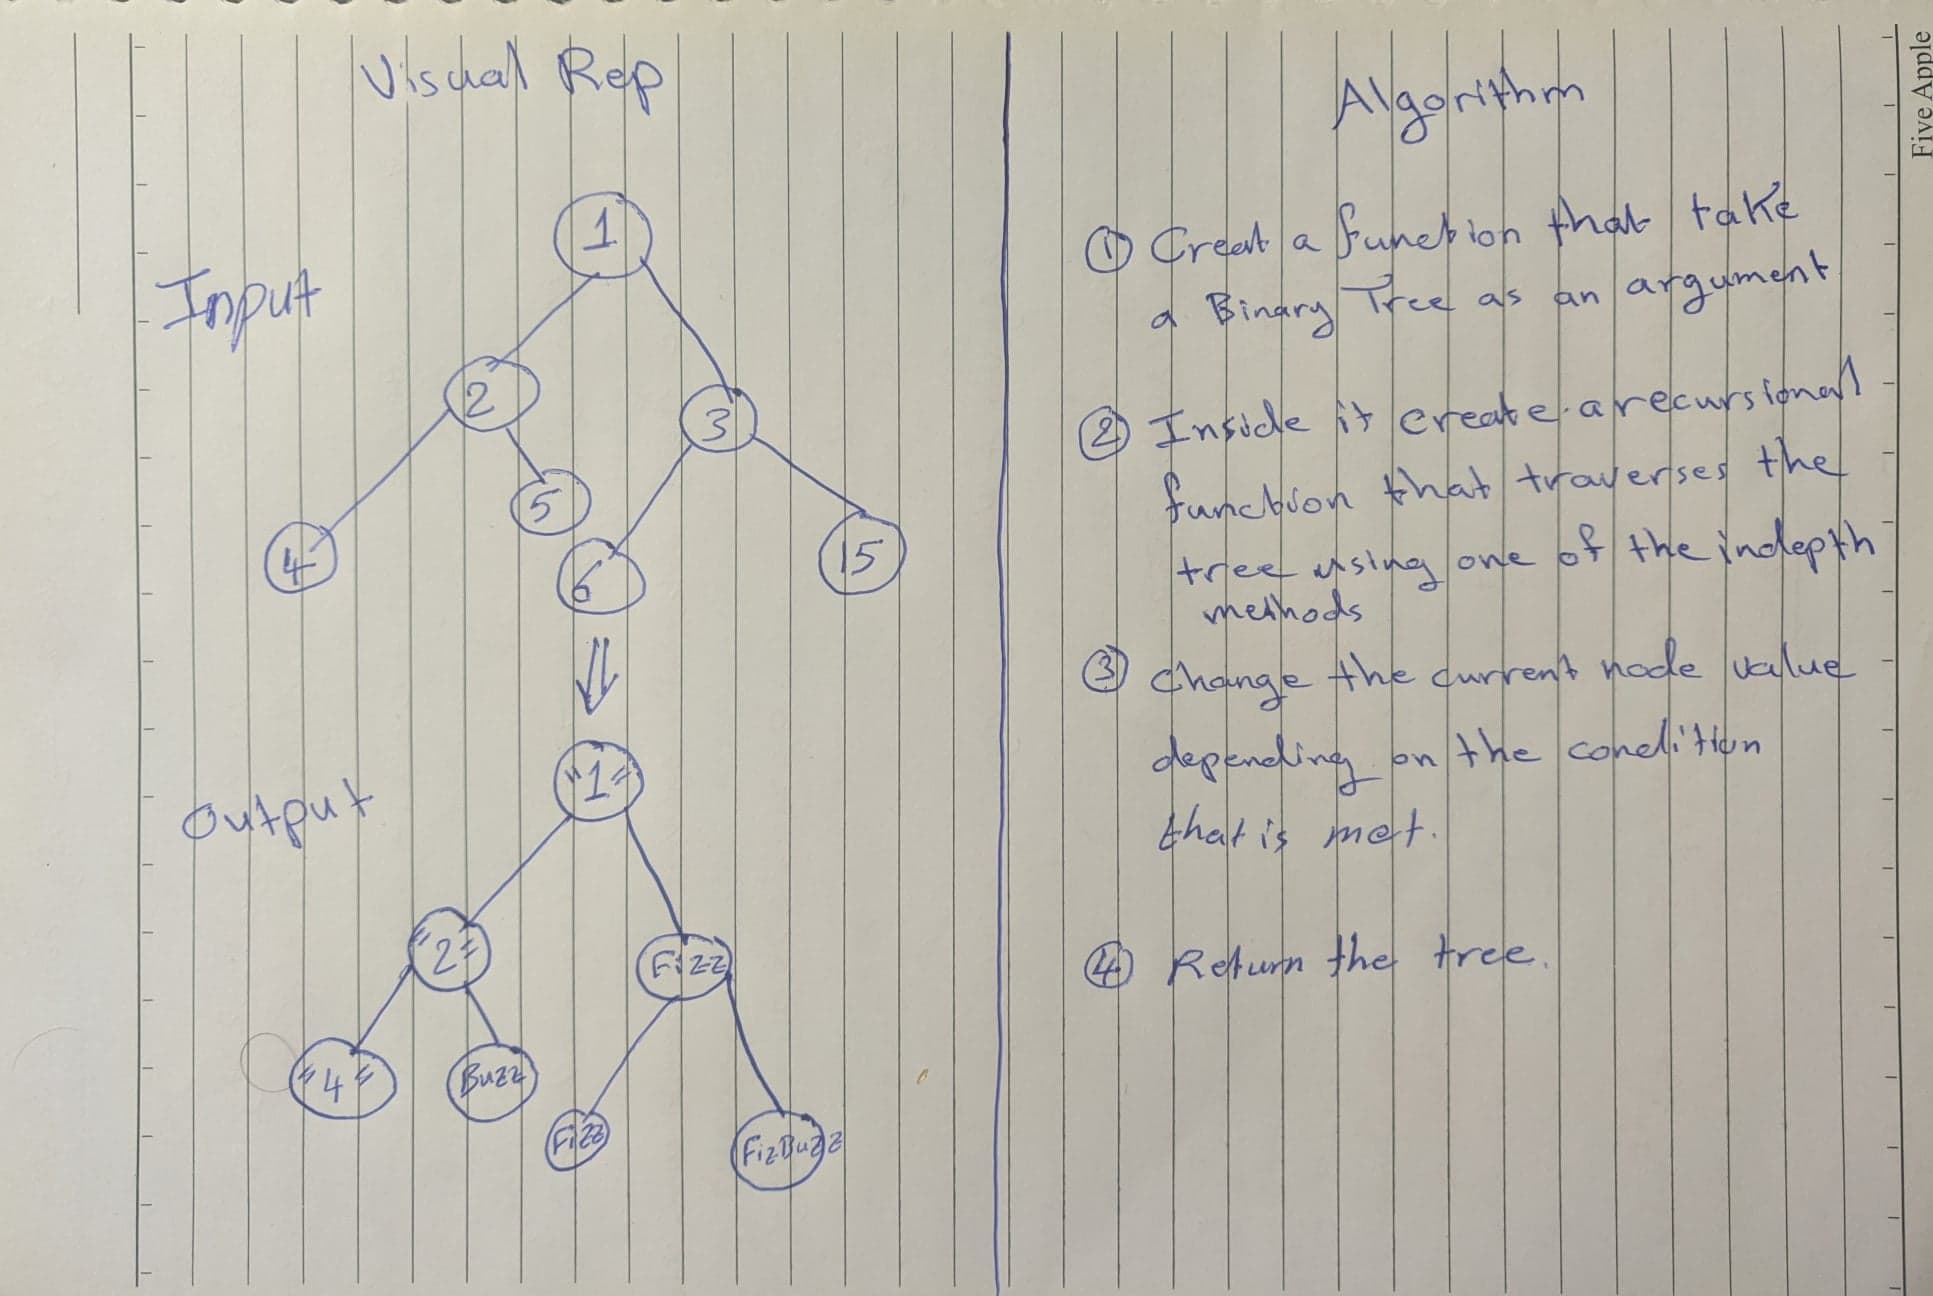 Visual Rep
Input
1
2
3
4
5
6
15
Output
"1"
"2"
Fizz
"4"
Buzz
Fizz
FizBuzz
Algorithm
① Creat a function that take
a Binary Tree as an argument
② Inside it create a recursional
function that traverses the
tree using one of the indepth
methods
③ Change the current node value
depending on the condition
that is met.
④ Return the tree.
Five Apple